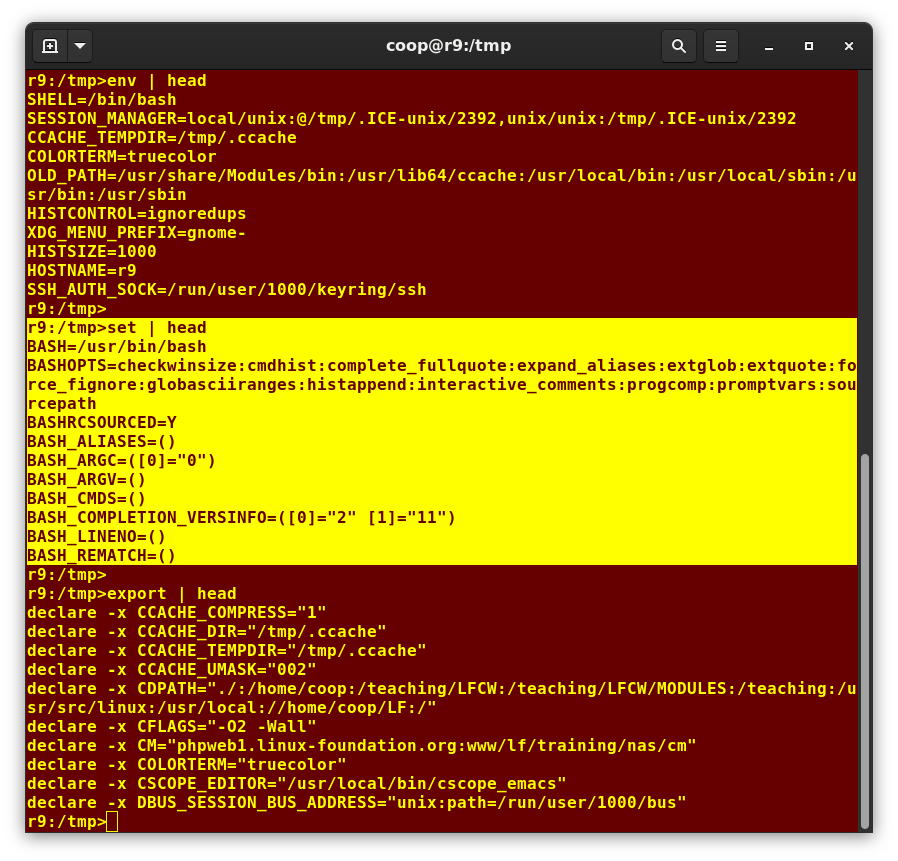 coop@r9:/tmp
r9:/tmp>env | head
SHELL=/bin/bash
SESSION_MANAGER=local/unix:@/tmp/.ICE-unix/2392,unix/unix:/tmp/.ICE-unix/2392
CCACHE_TEMPDIR=/tmp/.ccache
COLORTERM=truecolor
OLD_PATH=/usr/share/Modules/bin:/usr/lib64/ccache:/usr/local/bin:/usr/local/sbin:/u
sr/bin:/usr/sbin
HISTCONTROL=ignoredups
XDG_MENU_PREFIX=gnome-
HISTSIZE=1000
HOSTNAME=r9
SSH_AUTH_SOCK=/run/user/1000/keyring/ssh
r9:/tmp>
r9:/tmp>set | head
BASH=/usr/bin/bash
BASHOPTS=checkwinsize:cmdhist:complete_fullquote:expand_aliases:extglob:extquote:fo
rce_fignore:globasciiranges:histappend:interactive_comments:progcomp:promptvars:sou
rcepath
BASHRCSOURCED=Y
BASH_ALIASES=()
BASH_ARGC=([0]="0")
BASH_ARGV=()
BASH_CMDS=()
BASH_COMPLETION_VERSINFO=([0]="2" [1]="11")
BASH_LINENO=()
BASH_REMATCH=()
r9:/tmp>
r9:/tmp>export | head
declare -x CCACHE_COMPRESS="1"
declare -x CCACHE_DIR="/tmp/.ccache"
declare -x CCACHE_TEMPDIR="/tmp/.ccache"
declare -x CCACHE_UMASK="002"
declare -x CDPATH="./:/home/coop:/teaching/LFCW:/teaching/LFCW/MODULES:/teaching:/u
sr/src/linux:/usr/local://home/coop/LF:/"
declare -x CFLAGS="-O2 -Wall"
declare -x CM="phpweb1.linux-foundation.org:www/lf/training/nas/cm"
declare -x COLORTERM="truecolor"
declare -x CSCOPE_EDITOR="/usr/local/bin/cscope_emacs"
declare -x DBUS_SESSION_BUS_ADDRESS="unix:path=/run/user/1000/bus"
r9:/tmp>